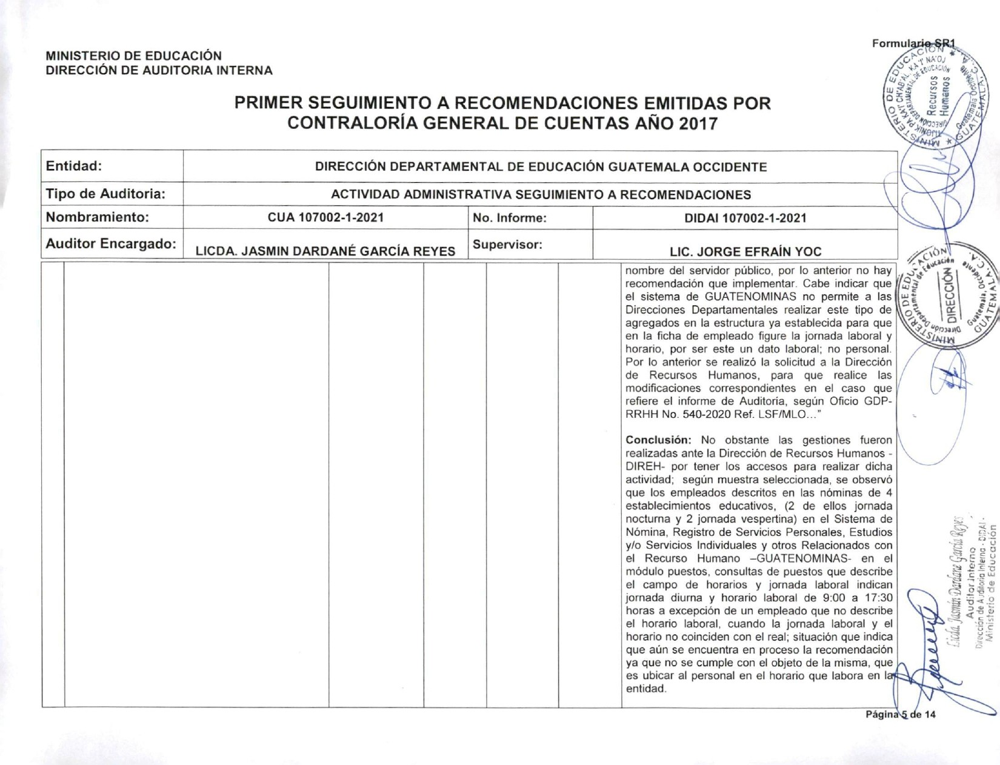 Formulario SR1
MINISTERIO DE EDUCACIÓN
DIRECCIÓN DE AUDITORIA INTERNA
PRIMER SEGUIMIENTO A RECOMENDACIONES EMITIDAS POR
CONTRALORÍA GENERAL DE CUENTAS AÑO 2017
Entidad: DIRECCIÓN DEPARTAMENTAL DE EDUCACIÓN GUATEMALA OCCIDENTE
Tipo de Auditoria: ACTIVIDAD ADMINISTRATIVA SEGUIMIENTO A RECOMENDACIONES
Nombramiento: CUA 107002-1-2021 No. Informe: DIDAI 107002-1-2021
Auditor Encargado: LICDA. JASMIN DARDANÉ GARCÍA REYES Supervisor: LIC. JORGE EFRAÍN YOC
nombre del servidor público, por lo anterior no hay
recomendación que implementar. Cabe indicar que
el sistema de GUATENOMINAS no permite a las
Direcciones Departamentales realizar este tipo de
agregados en la estructura ya establecida para que
en la ficha de empleado figure la jornada laboral y
horario, por ser este un dato laboral; no personal.
Por lo anterior se realizó la solicitud a la Dirección
de Recursos Humanos, para que realice las
modificaciones correspondientes en el caso que
refiere el informe de Auditoría, según Oficio GDP-
RRHH No. 540-2020 Ref. LSF/MLO..."
Conclusión: No obstante las gestiones fueron
realizadas ante la Dirección de Recursos Humanos -
DIREH- por tener los accesos para realizar dicha
actividad; según muestra seleccionada, se observó
que los empleados descritos en las nóminas de 4
establecimientos educativos, (2 de ellos jornada
nocturna y 2 jornada vespertina) en el Sistema de
Nómina, Registro de Servicios Personales, Estudios
y/o Servicios Individuales y otros Relacionados con
el Recurso Humano –GUATENOMINAS- en el
módulo puestos, consultas de puestos que describe
el campo de horarios y jornada laboral indican
jornada diurna y horario laboral de 9:00 a 17:30
horas a excepción de un empleado que no describe
el horario laboral, cuando la jornada laboral y el
horario no coinciden con el real; situación que indica
que aún se encuentra en proceso la recomendación
ya que no se cumple con el objeto de la misma, que
es ubicar al personal en el horario que labora en la
entidad.
Página 5 de 14
MINISTERIO DE EDUCACIÓN
DIRECCIÓN DEPARTAMENTAL DE EDUCACIÓN
Recursos
Humanos
Guatemala Occidente
GUATEMALA, C. A.
MINISTERIO DE EDUCACIÓN
Dirección Departamental de Educación
DIRECCIÓN
Guatemala, Occidente
GUATEMALA, C.A.
Licda. Jasmín Dardané García Reyes
Auditor Interno
Dirección de Auditoría Interna - DIDAI -
Ministerio de Educación